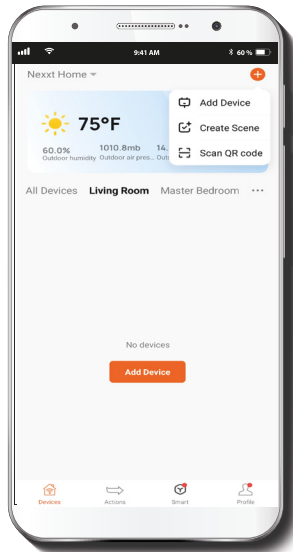 9:41 AM
60 %
Nexxt Home
Add Device
Create Scene
Scan QR code
75°F
60.0% 1010.8mb 14.
Outdoor humidity Outdoor air pres...
All Devices Living Room Master Bedroom ...
No devices
Add Device
Devices Actions Smart Profile